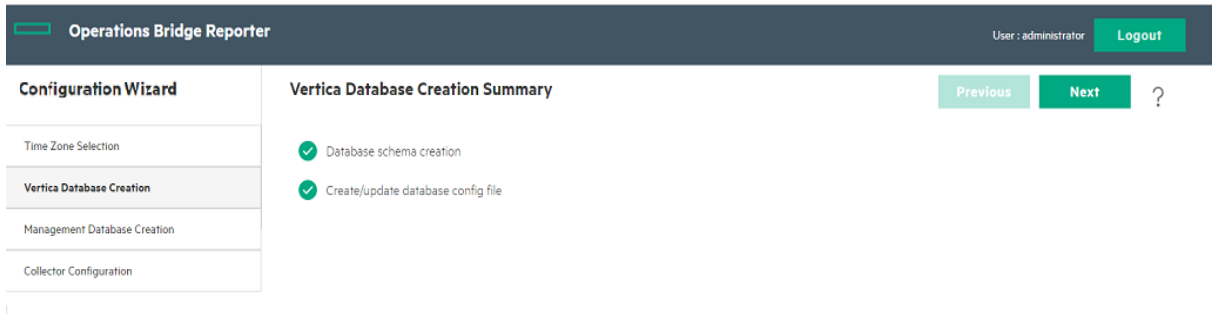 Operations Bridge Reporter
User : administrator
Logout
Configuration Wizard
Vertica Database Creation Summary
Previous
Next
?
Time Zone Selection
Database schema creation
Vertica Database Creation
Create/update database config file
Management Database Creation
Collector Configuration